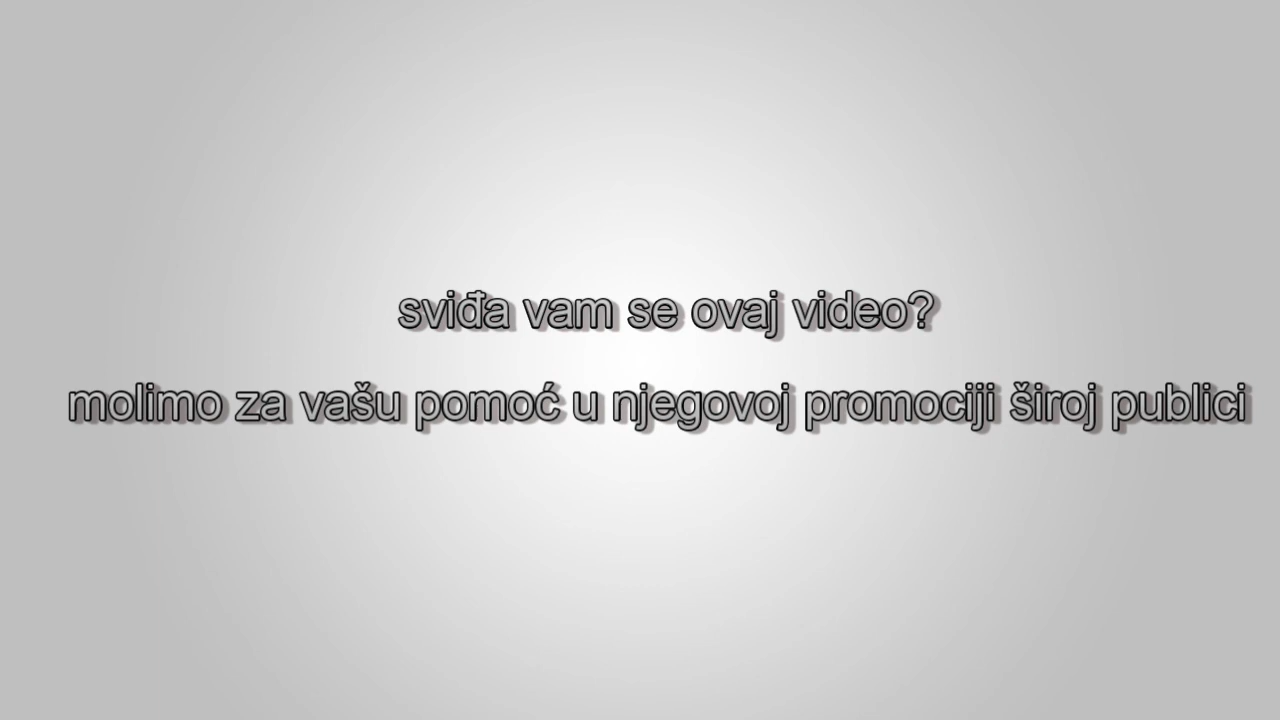 sviđa vam se ovaj video?
molimo za vašu pomoć u njegovoj promociji široj publici